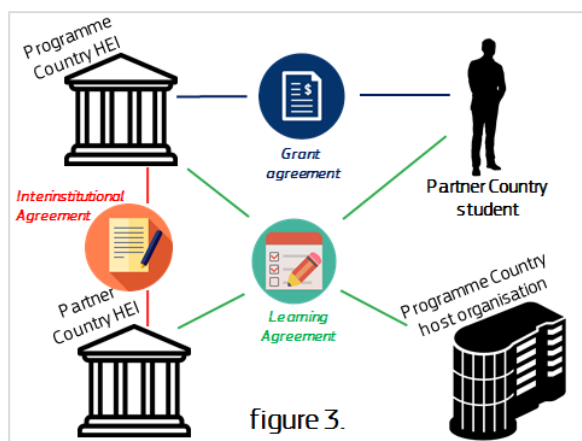 Programme
Country HEI
$
Grant
agreement
Partner Country
student
Interinstitutional
Agreement
Partner
Country HEI
Learning
Agreement
Programme Country
host organisation
figure 3.